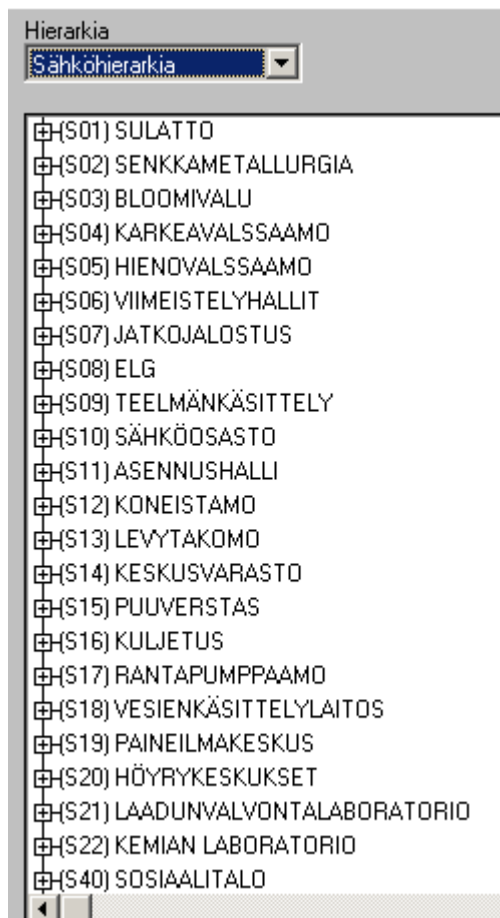 Hierarkia
Sähköhierarkia
(S01) SULATTO
(S02) SENKKAMETALLURGIA
(S03) BLOOMIVALU
(S04) KARKEAVALSSAAMO
(S05) HIENOVALSSAAMO
(S06) VIIMEISTELYHALLIT
(S07) JATKOJALOSTUS
(S08) ELG
(S09) TEELMÄNKÄSITTELY
(S10) SÄHKÖOSASTO
(S11) ASENNUSHALLI
(S12) KONEISTAMO
(S13) LEVYTAKOMO
(S14) KESKUSVARASTO
(S15) PUUVERSTAS
(S16) KULJETUS
(S17) RANTAPUMPPAAMO
(S18) VESIENKÄSITTELYLAITOS
(S19) PAINEILMAKESKUS
(S20) HÖYRYKESKUKSET
(S21) LAADUNVALVONTALABORATORIO
(S22) KEMIAN LABORATORIO
(S40) SOSIAALITALO